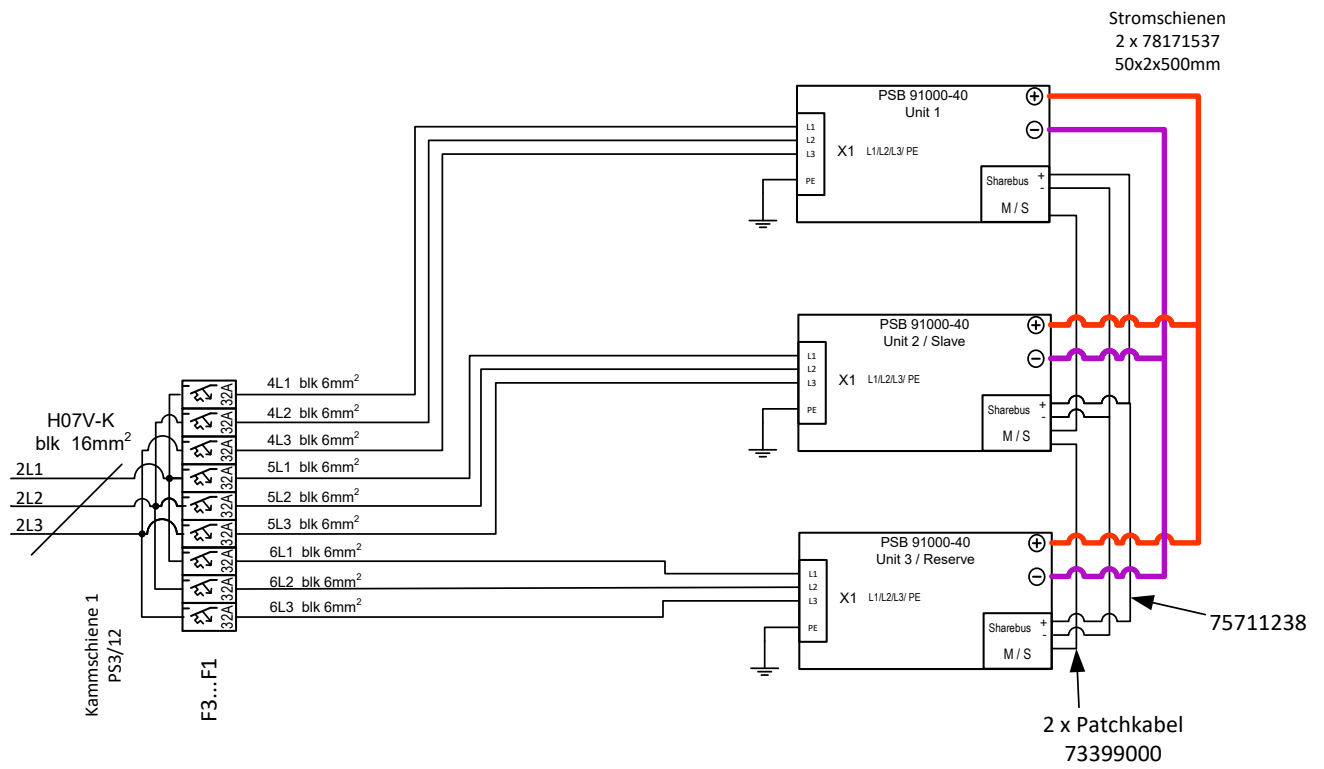 Stromschienen
2 x 78171537
50x2x500mm
PSB 91000-40
Unit 1
L1
L2
L3
PE
X1 L1/L2/L3/ PE
Sharebus + -
M / S
PSB 91000-40
Unit 2 / Slave
L1
L2
L3
PE
X1 L1/L2/L3/ PE
Sharebus + -
M / S
PSB 91000-40
Unit 3 / Reserve
L1
L2
L3
PE
X1 L1/L2/L3/ PE
Sharebus + -
M / S
H07V-K
blk 16mm²
2L1
2L2
2L3
32A 4L1 blk 6mm²
32A 4L2 blk 6mm²
32A 4L3 blk 6mm²
32A 5L1 blk 6mm²
32A 5L2 blk 6mm²
32A 5L3 blk 6mm²
32A 6L1 blk 6mm²
32A 6L2 blk 6mm²
32A 6L3 blk 6mm²
Kammschiene 1
PS3/12
F3...F1
75711238
2 x Patchkabel
73399000